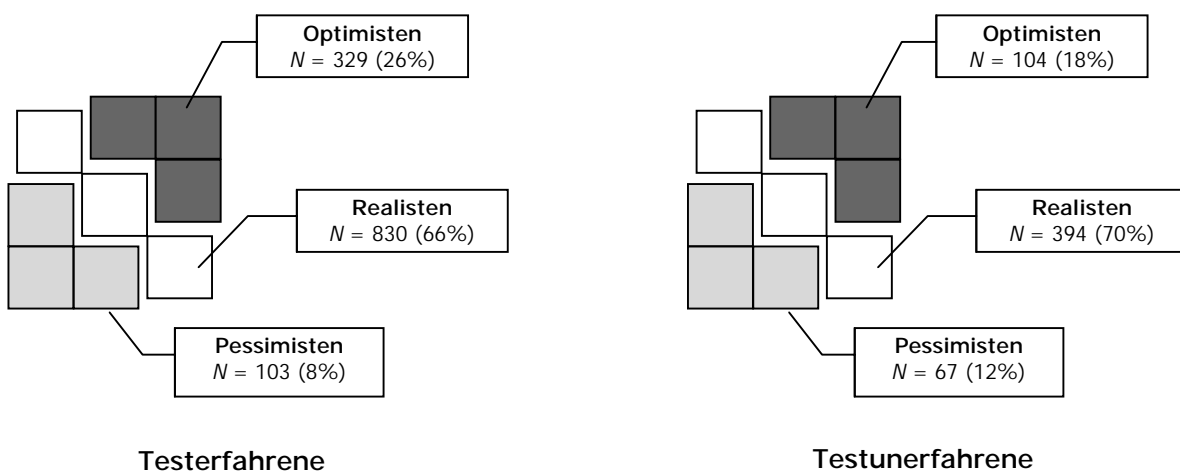 Optimisten
N = 329 (26%)
Realisten
N = 830 (66%)
Pessimisten
N = 103 (8%)
Testerfahrene
Optimisten
N = 104 (18%)
Realisten
N = 394 (70%)
Pessimisten
N = 67 (12%)
Testunerfahrene